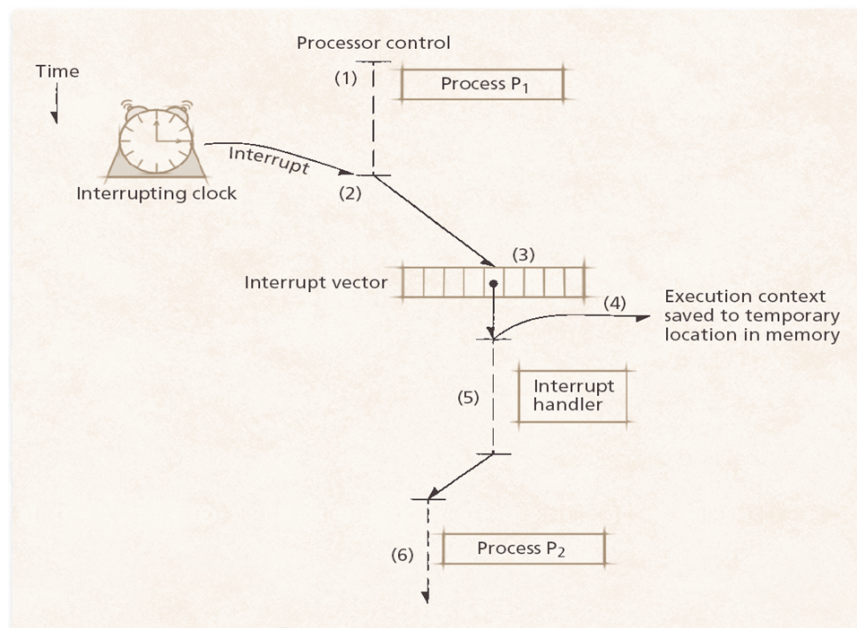 Processor control
Time
(1)
Process P₁
Interrupt
Interrupting clock
(2)
(3)
Interrupt vector
(4)
Execution context
saved to temporary
location in memory
(5)
Interrupt
handler
(6)
Process P₂